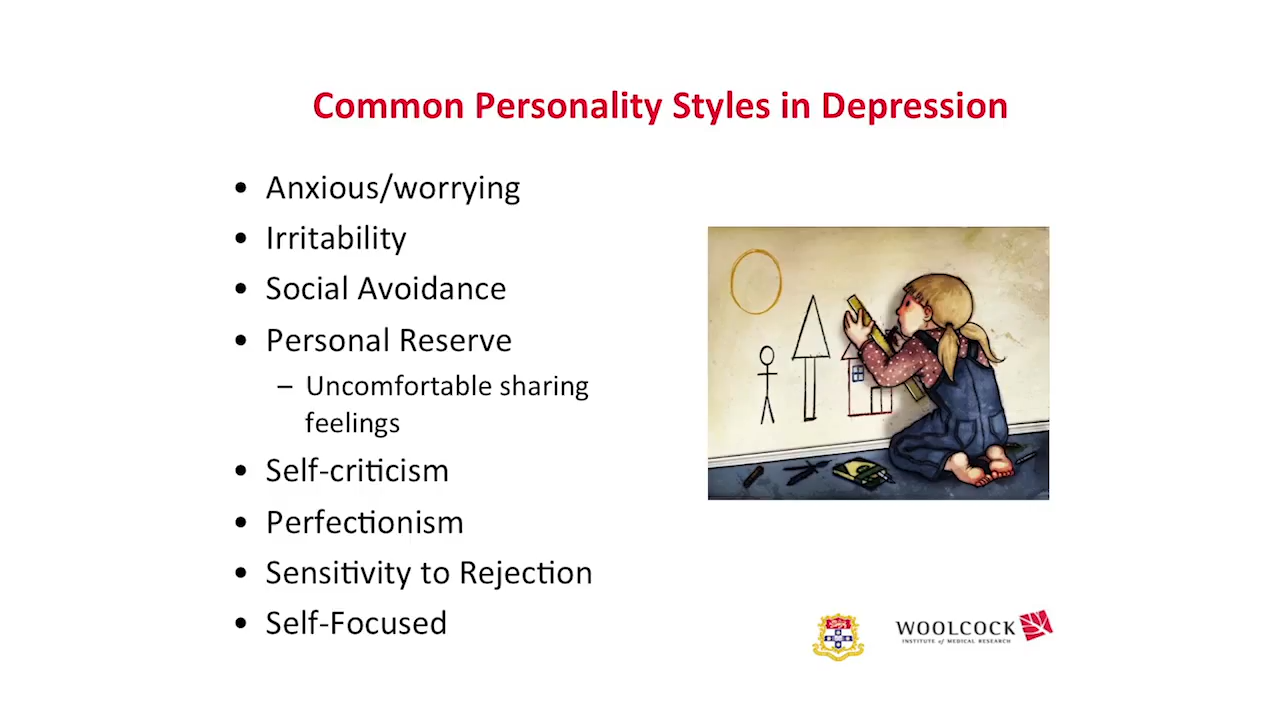 Common Personality Styles in Depression
• Anxious/worrying
• Irritability
• Social Avoidance
• Personal Reserve
– Uncomfortable sharing
feelings
• Self-criticism
• Perfectionism
• Sensitivity to Rejection
• Self-Focused
WOOLCOCK
INSTITUTE of MEDICAL RESEARCH